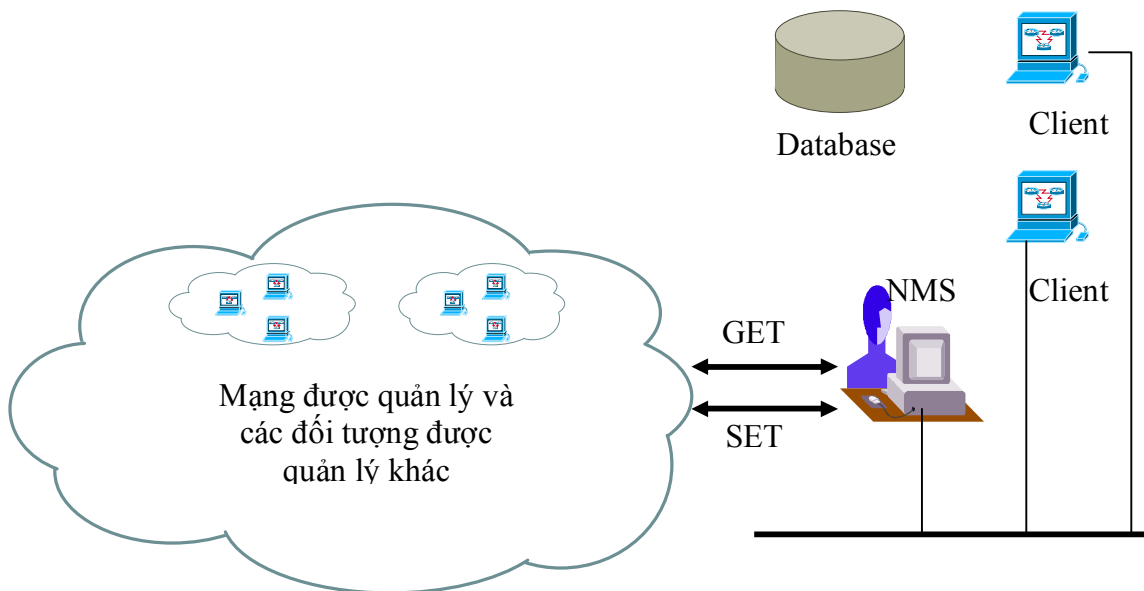 Client
Database
NMS
Client
GET
Mạng được quản lý và
các đối tượng được
quản lý khác
SET